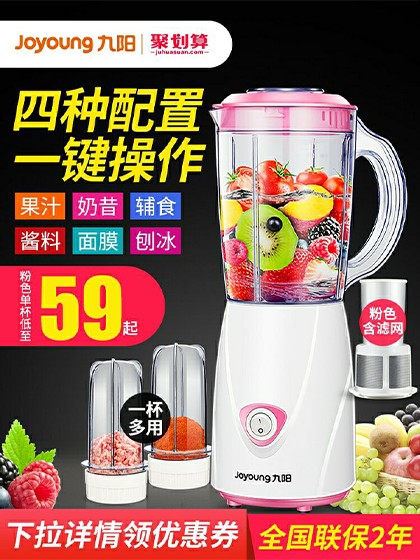 Joyoung 九阳
聚划算
juhuasuan.com
四种配置
一键操作
果汁 奶昔 辅食
酱料 面膜 刨冰
粉色单杯低至
59起
粉色
含滤网
一杯
多用
Joyoung 九阳
下拉详情领优惠券 全国联保2年